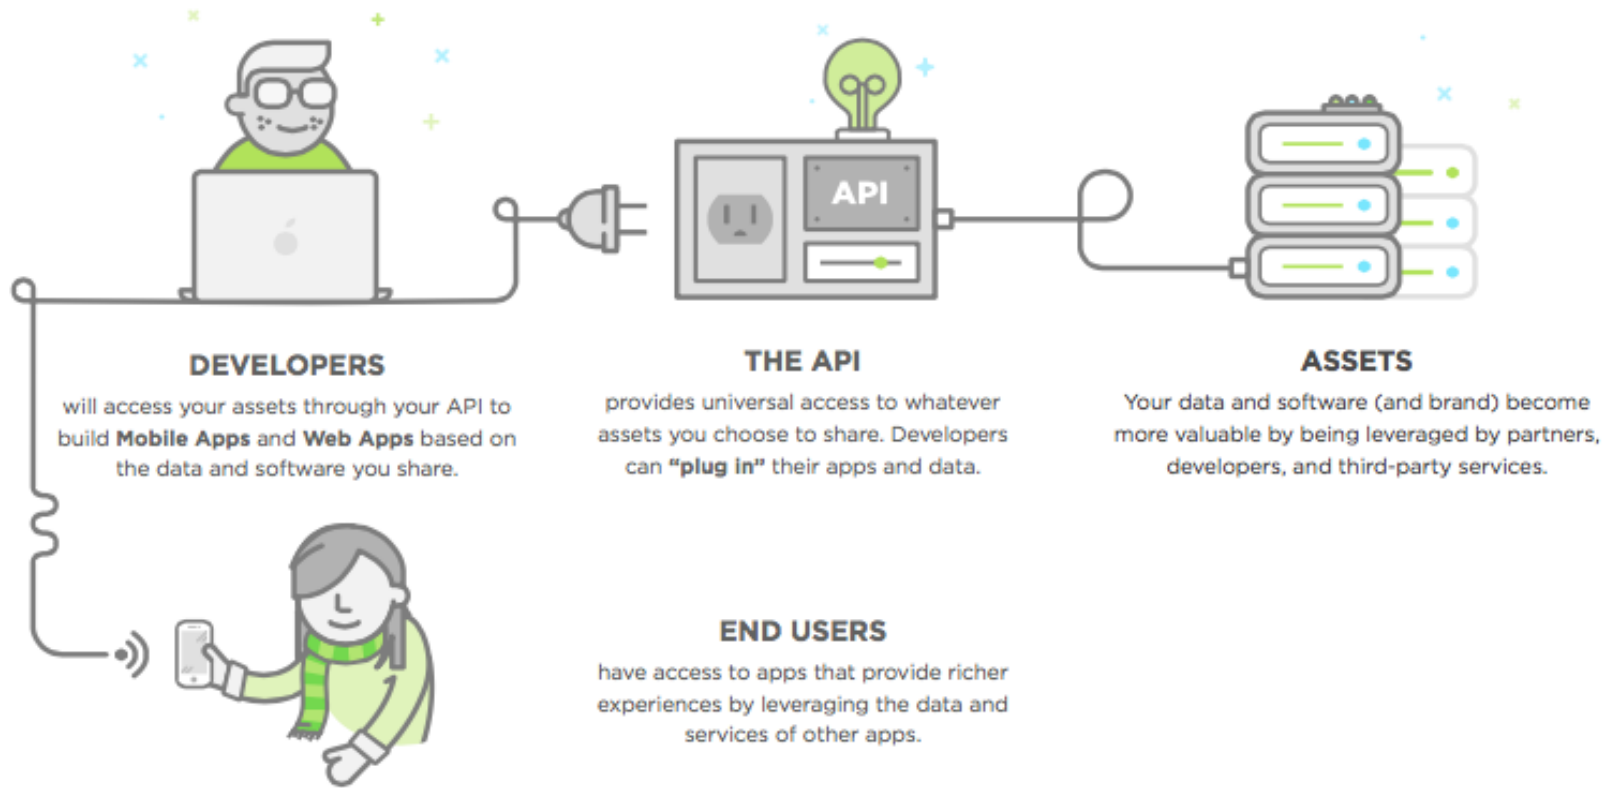 API
DEVELOPERS
will access your assets through your API to
build Mobile Apps and Web Apps based on
the data and software you share.
THE API
provides universal access to whatever
assets you choose to share. Developers
can “plug in” their apps and data.
ASSETS
Your data and software (and brand) become
more valuable by being leveraged by partners,
developers, and third-party services.
END USERS
have access to apps that provide richer
experiences by leveraging the data and
services of other apps.